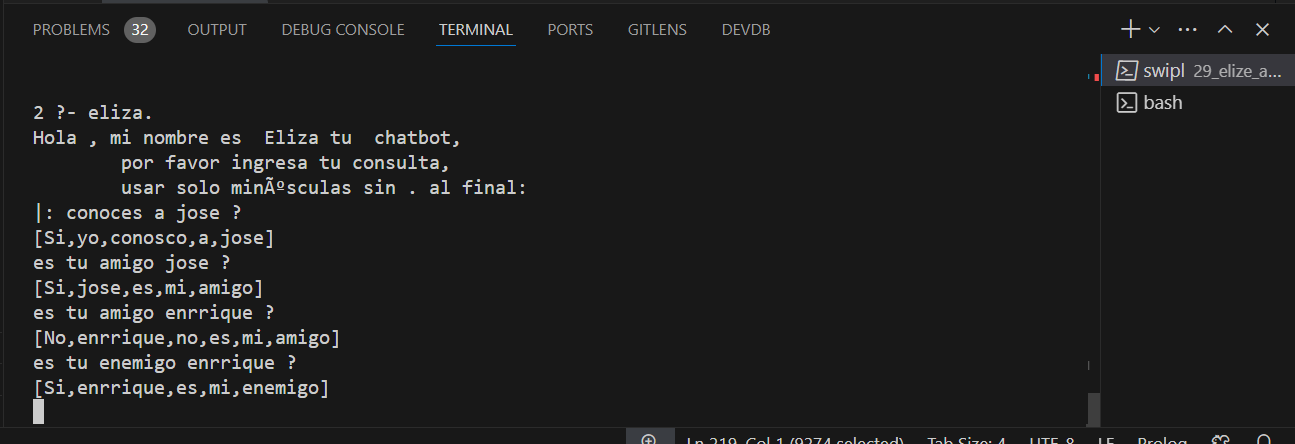 PROBLEMS 32 OUTPUT DEBUG CONSOLE TERMINAL PORTS GITLENS DEVDB
swipl 29_elize_a...
bash
2 ?- eliza.
Hola , mi nombre es  Eliza tu  chatbot,
        por favor ingresa tu consulta,
        usar solo minÃºsculas sin . al final:
|: conoces a jose ?
[Si,yo,conosco,a,jose]
es tu amigo jose ?
[Si,jose,es,mi,amigo]
es tu amigo enrrique ?
[No,enrrique,no,es,mi,amigo]
es tu enemigo enrrique ?
[Si,enrrique,es,mi,enemigo]
Ln 219, Col 1 (9274 selected) Tab Size: 4 UTF-8 LF Prolog